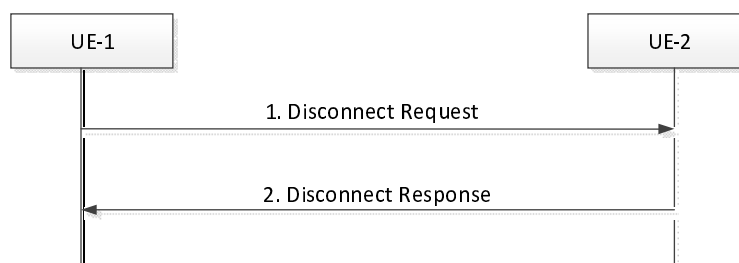 UE-1
UE-2
1. Disconnect Request
2. Disconnect Response